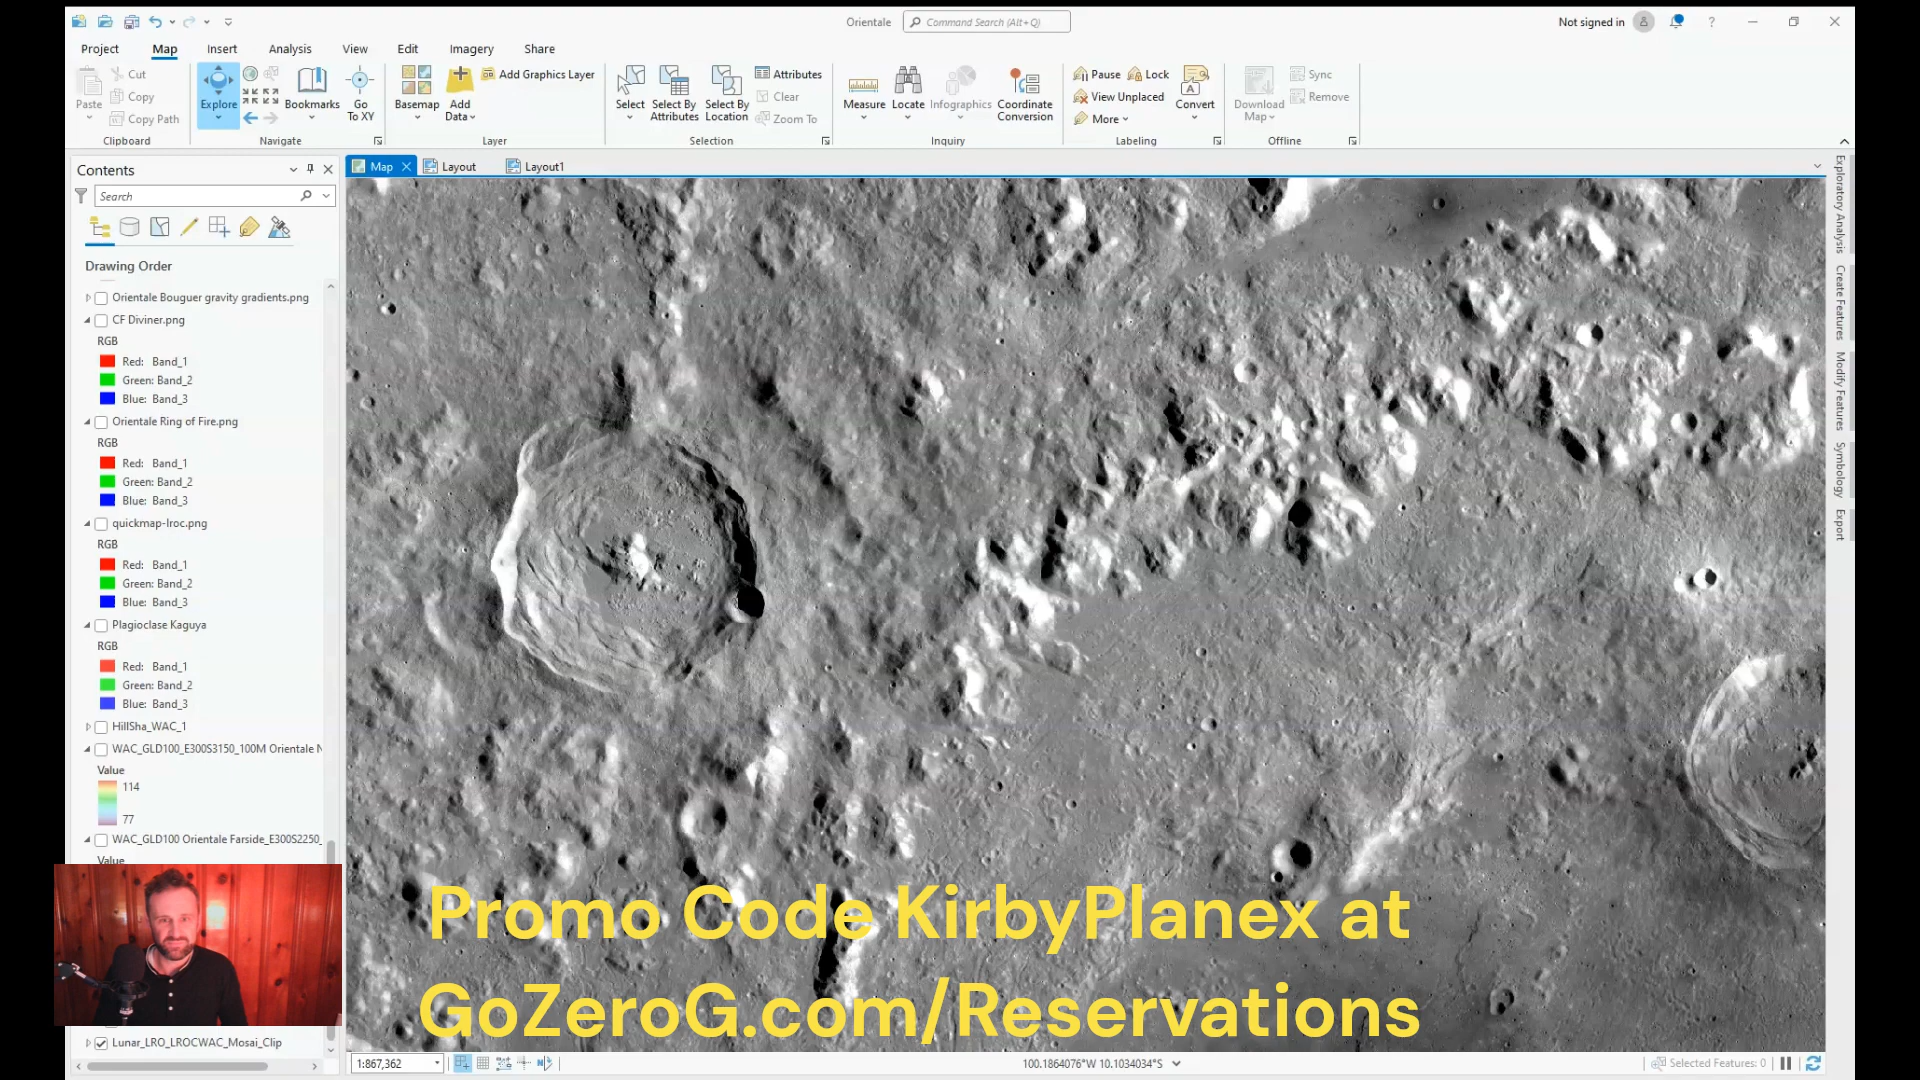 Orientale
Command Search (Alt+Q)
Not signed in
?
Project
Map
Insert
Analysis
View
Edit
Imagery
Share
Paste
Cut
Copy
Copy Path
Clipboard
Explore
Bookmarks
Go To XY
Navigate
Basemap
Add Data
Add Graphics Layer
Layer
Select
Select By Attributes
Select By Location
Attributes
Clear
Zoom To
Selection
Measure
Locate
Infographics
Coordinate Conversion
Inquiry
Pause
Lock
View Unplaced
More
Convert
Labeling
Download Map
Sync
Remove
Offline
Contents
Search
Drawing Order
Orientale Bouguer gravity gradients.png
CF Diviner.png
RGB
Red: Band_1
Green: Band_2
Blue: Band_3
Orientale Ring of Fire.png
RGB
Red: Band_1
Green: Band_2
Blue: Band_3
quickmap-lroc.png
RGB
Red: Band_1
Green: Band_2
Blue: Band_3
Plagioclase Kaguya
RGB
Red: Band_1
Green: Band_2
Blue: Band_3
HillSha_WAC_1
WAC_GLD100_E300S3150_100M Orientale N
Value
114
77
WAC_GLD100 Orientale Farside_E300S2250_
Value
Lunar_LRO_LROCWAC_Mosai_Clip
Map
Layout
Layout1
Exploratory Analysis
Create Features
Modify Features
Symbology
Export
Promo Code KirbyPlanex at
GoZeroG.com/Reservations
1:867,362
100.1864076°W 10.1034034°S
Selected Features: 0